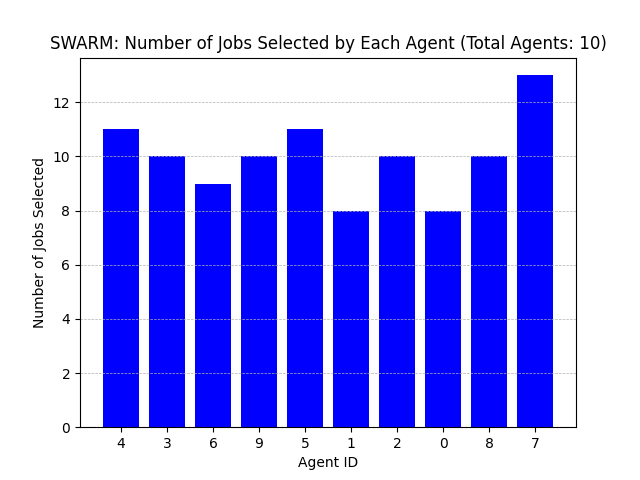 SWARM: Number of Jobs Selected by Each Agent (Total Agents: 10)
12
10
8
6
4
2
0
Number of Jobs Selected
4 3 6 9 5 1 2 0 8 7
Agent ID